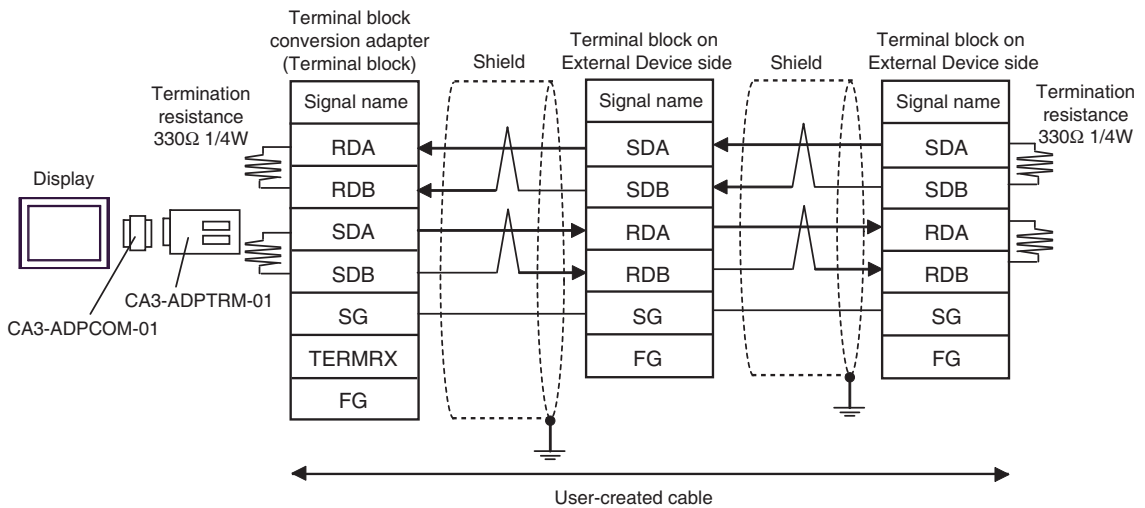 Terminal block
conversion adapter
(Terminal block)
Shield
Terminal block on
External Device side
Shield
Terminal block on
External Device side
Termination
resistance
330Ω 1/4W
Termination
resistance
330Ω 1/4W
Display
CA3-ADPTRM-01
CA3-ADPCOM-01
Signal name
RDA
RDB
SDA
SDB
SG
TERMRX
FG
Signal name
SDA
SDB
RDA
RDB
SG
FG
Signal name
SDA
SDB
RDA
RDB
SG
FG
User-created cable